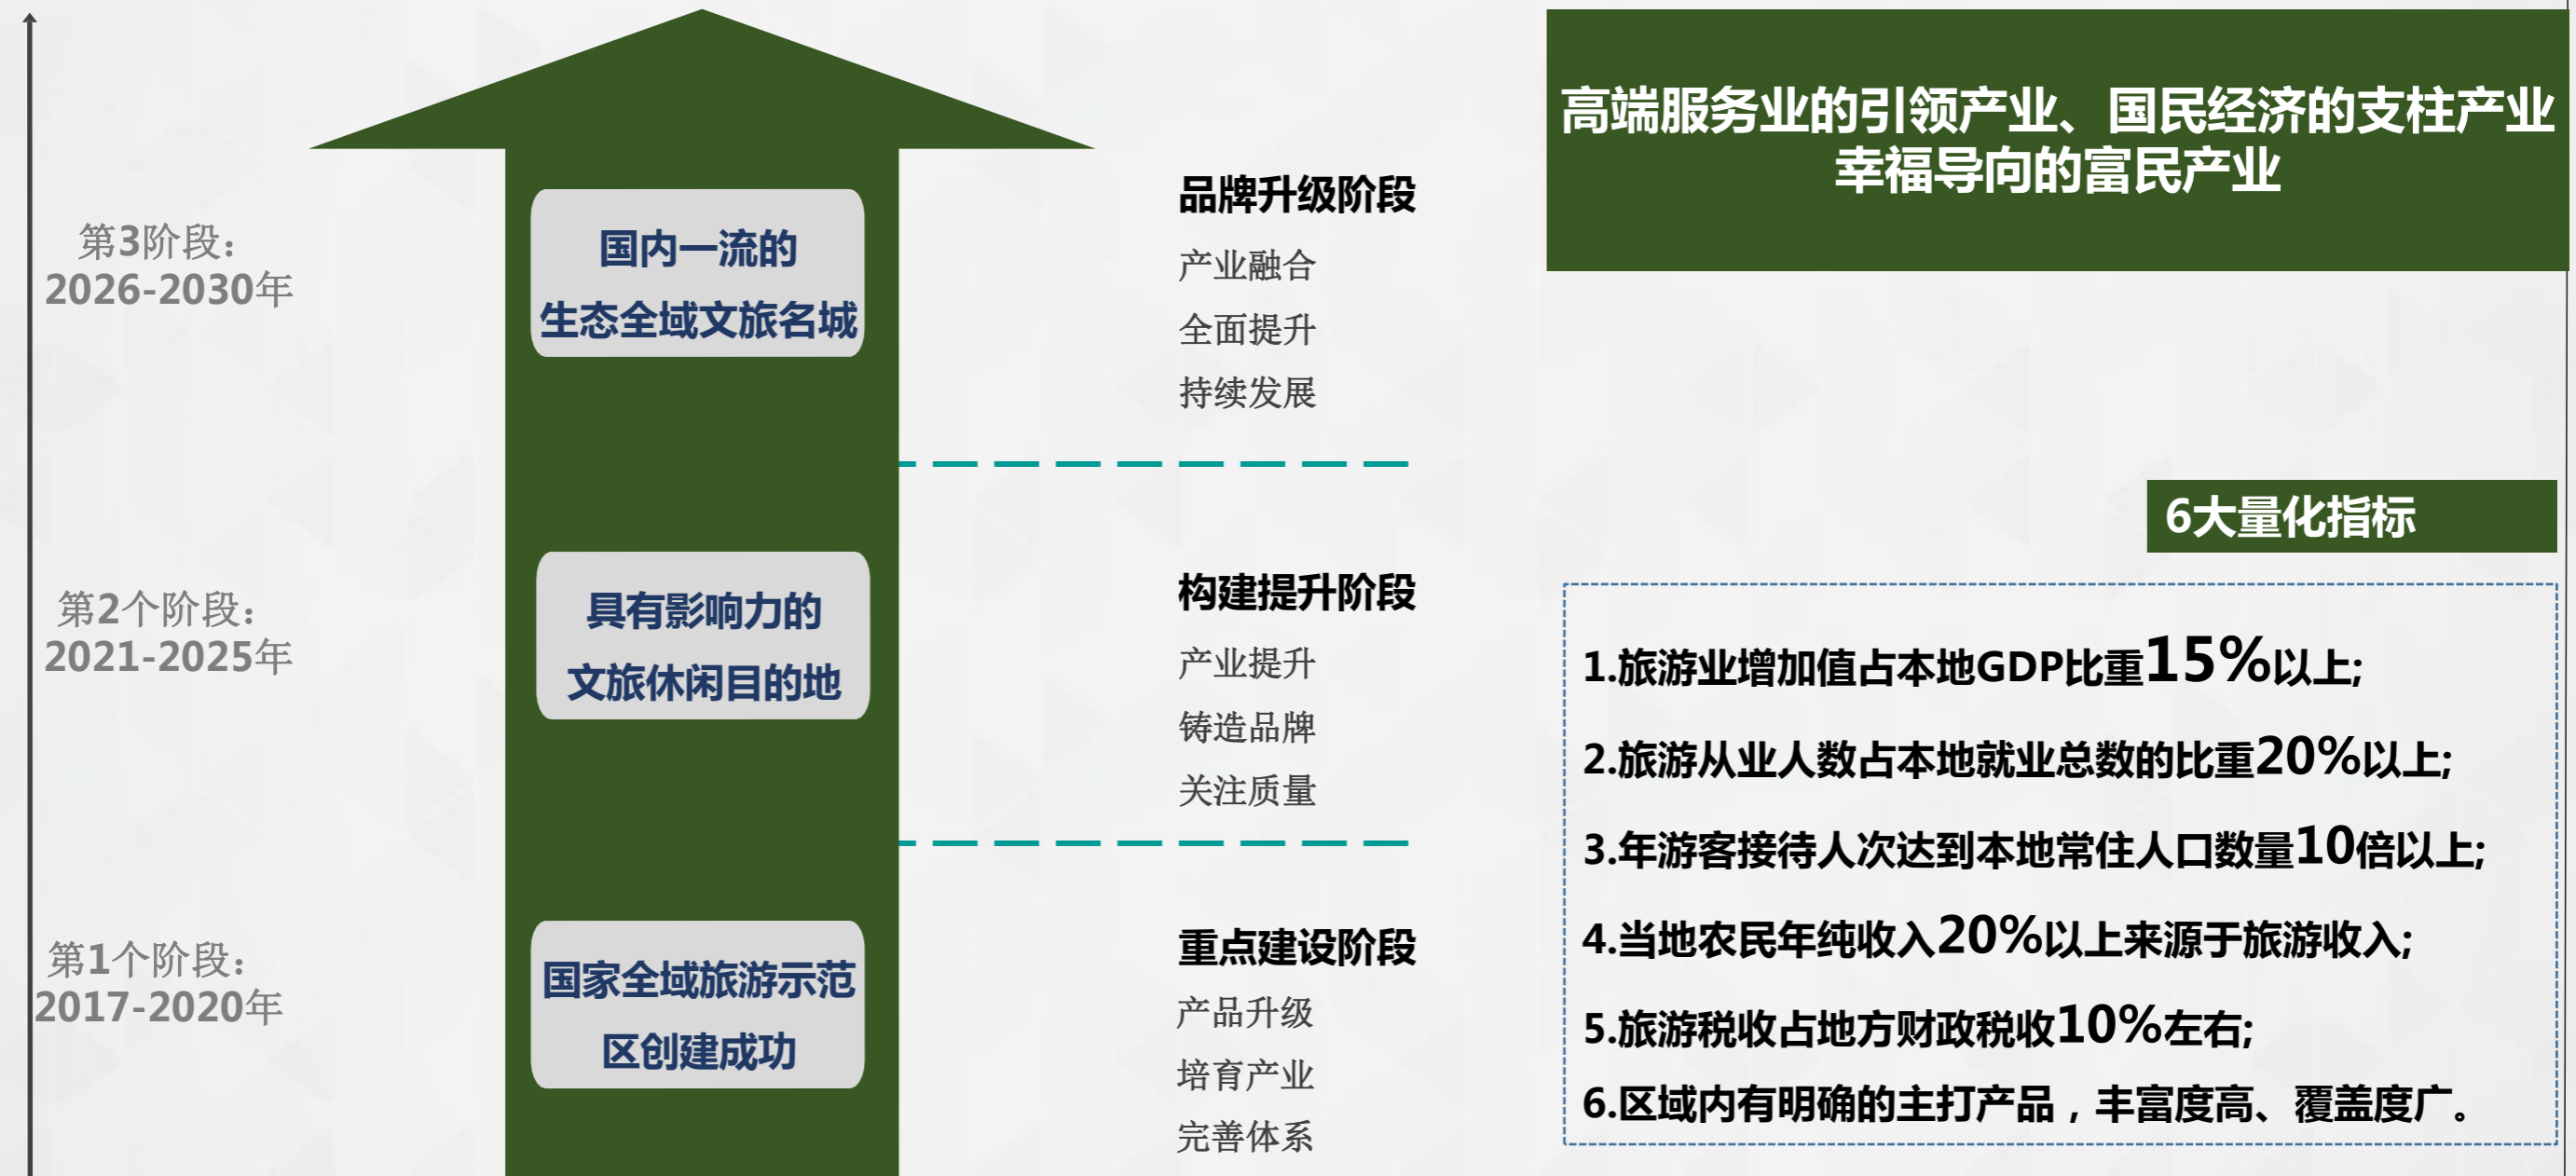 高端服务业的引领产业、国民经济的支柱产业
幸福导向的富民产业
第3阶段：
2026-2030年
国内一流的
生态全域文旅名城
品牌升级阶段
产业融合
全面提升
持续发展
第2个阶段：
2021-2025年
具有影响力的
文旅休闲目的地
构建提升阶段
产业提升
铸造品牌
关注质量
第1个阶段：
2017-2020年
国家全域旅游示范
区创建成功
重点建设阶段
产品升级
培育产业
完善体系
6大量化指标
1.旅游业增加值占本地GDP比重15%以上;
2.旅游从业人数占本地就业总数的比重20%以上;
3.年游客接待人次达到本地常住人口数量10倍以上;
4.当地农民年纯收入20%以上来源于旅游收入;
5.旅游税收占地方财政税收10%左右;
6.区域内有明确的主打产品，丰富度高、覆盖度广。